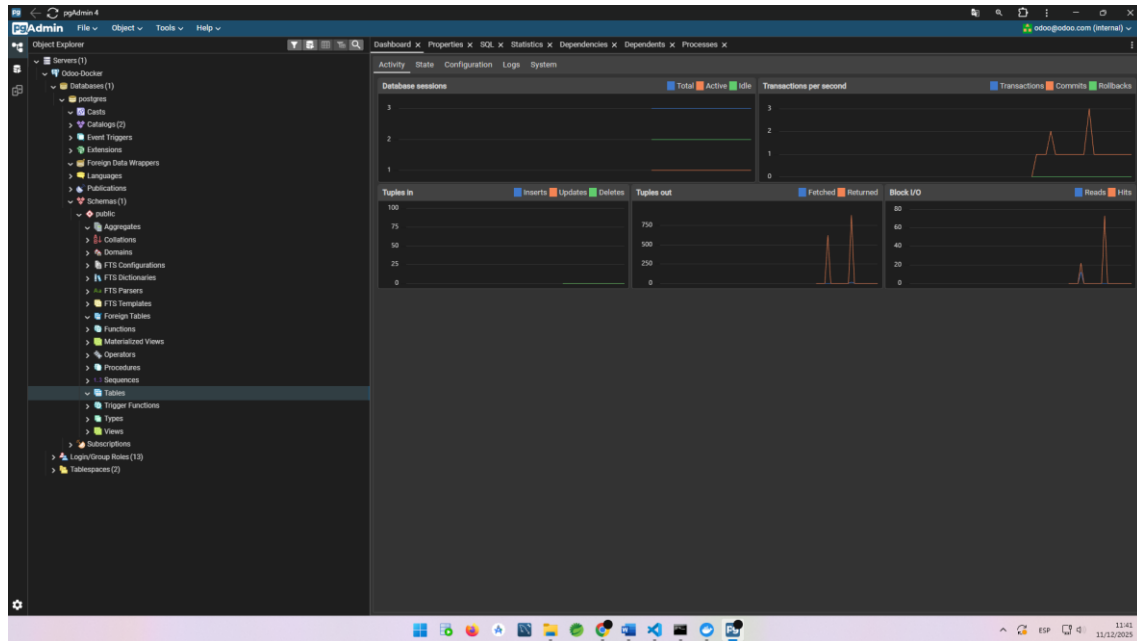 pgAdmin 4
PgAdmin File Object Tools Help odoo@odoo.com (internal)
Object Explorer
Dashboard Properties SQL Statistics Dependencies Dependents Processes
Servers (1)
Odoo-Docker
Databases (1)
postgres
Casts
Catalogs (2)
Event Triggers
Extensions
Foreign Data Wrappers
Languages
Publications
Schemas (1)
public
Aggregates
Collations
Domains
FTS Configurations
FTS Dictionaries
FTS Parsers
FTS Templates
Foreign Tables
Functions
Materialized Views
Operators
Procedures
1..3 Sequences
Tables
Trigger Functions
Types
Views
Subscriptions
Login/Group Roles (13)
Tablespaces (2)
Activity State Configuration Logs System
Database sessions Total Active Idle
3
2
1
Transactions per second Transactions Commits Rollbacks
3
2
1
0
Tuples in Inserts Updates Deletes
100
75
50
25
0
Tuples out Fetched Returned
750
500
250
0
Block I/O Reads Hits
80
60
40
20
0
ESP
11:41